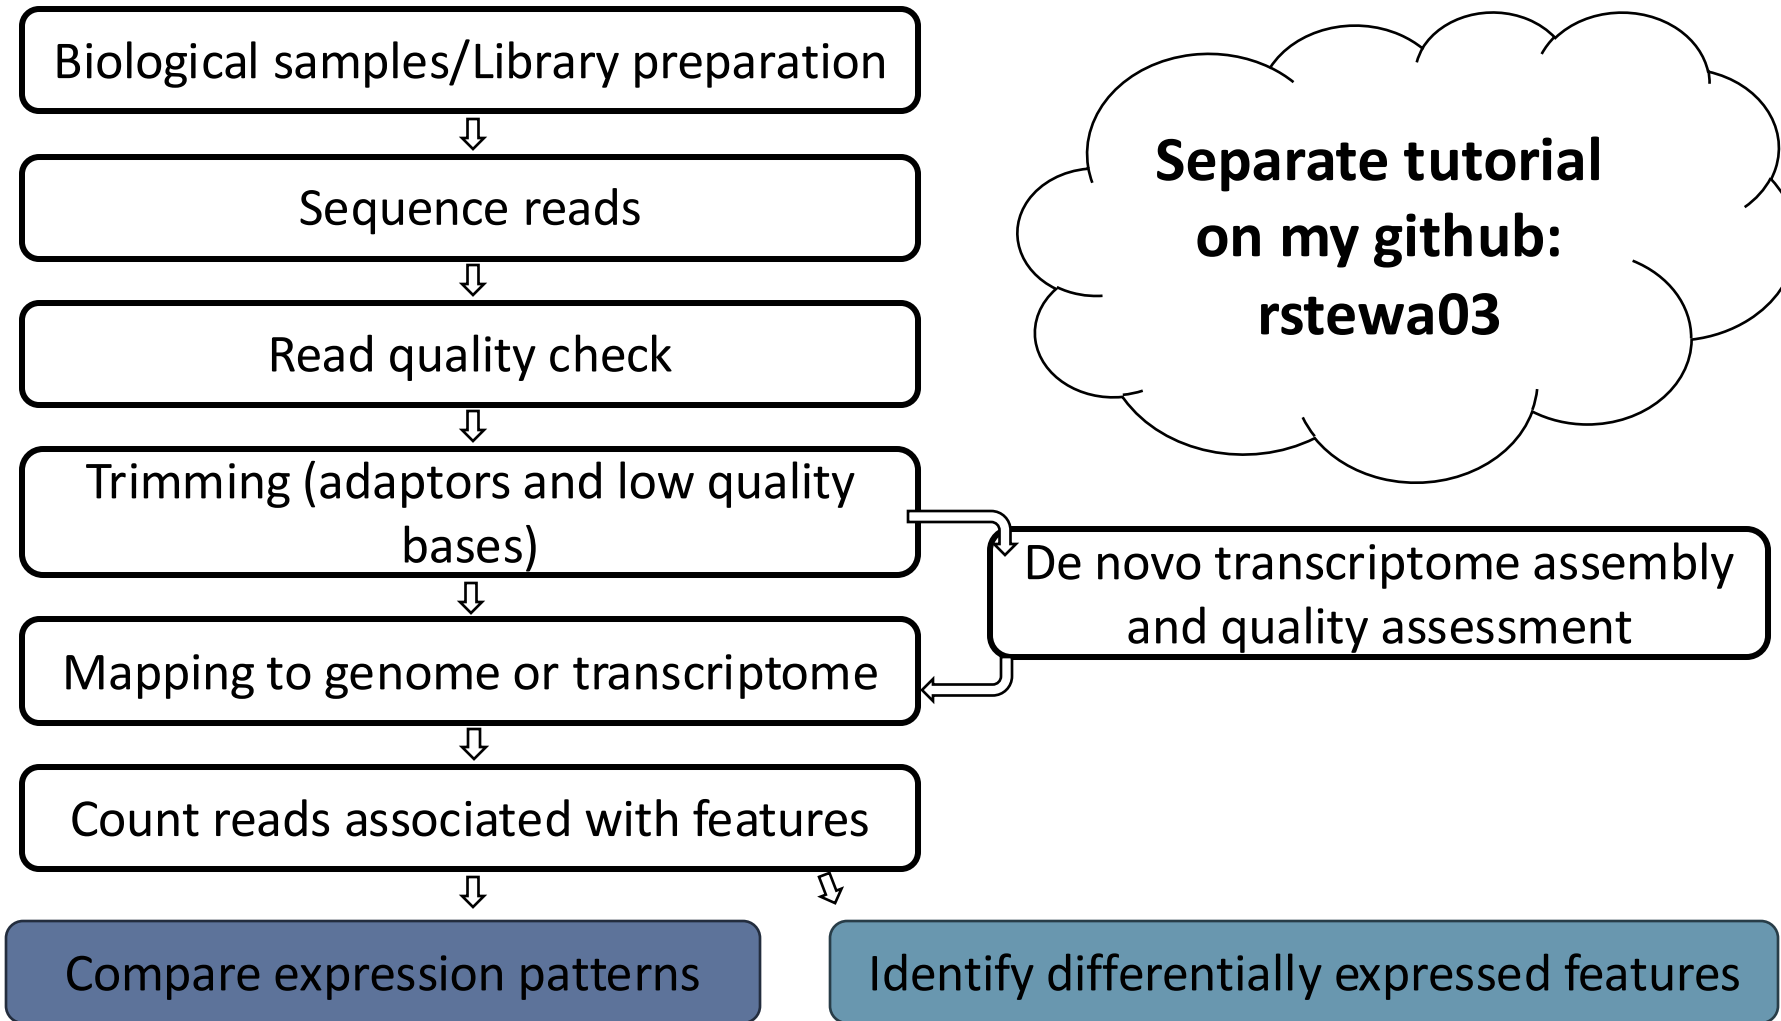 Biological samples/Library preparation
Sequence reads
Read quality check
Trimming (adaptors and low quality
bases)
Mapping to genome or transcriptome
Count reads associated with features
Compare expression patterns
Identify differentially expressed features
De novo transcriptome assembly
and quality assessment
Separate tutorial
on my github:
rstewa03